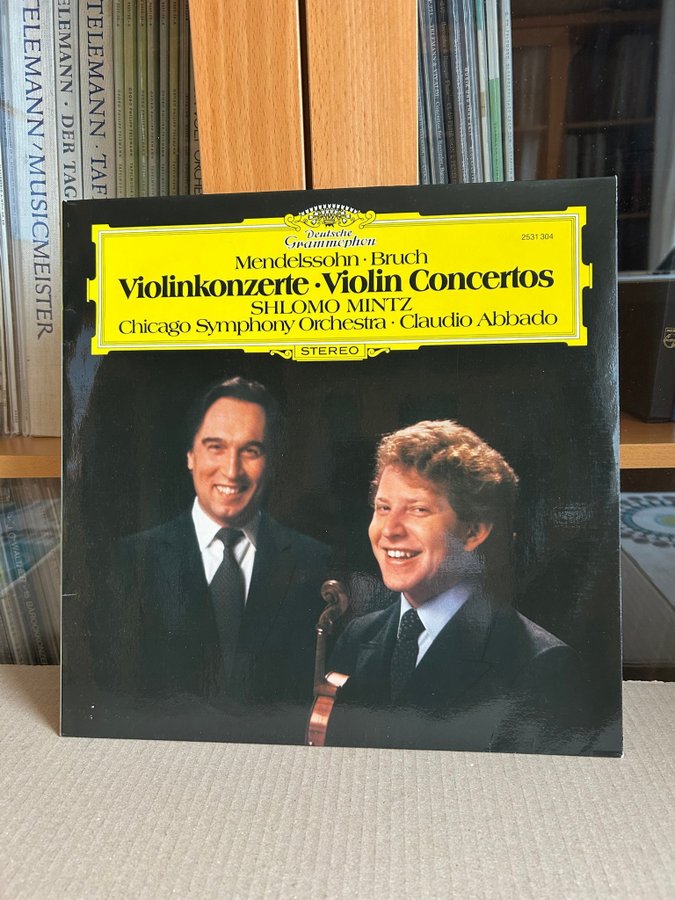 TELEMANN/MUSICMEISTER
TELEMANN · DER TAG
TELEMANN · TAF
Deutsche
Grammophon
2531 304
Mendelssohn · Bruch
Violinkonzerte · Violin Concertos
SHLOMO MINTZ
Chicago Symphony Orchestra · Claudio Abbado
STEREO